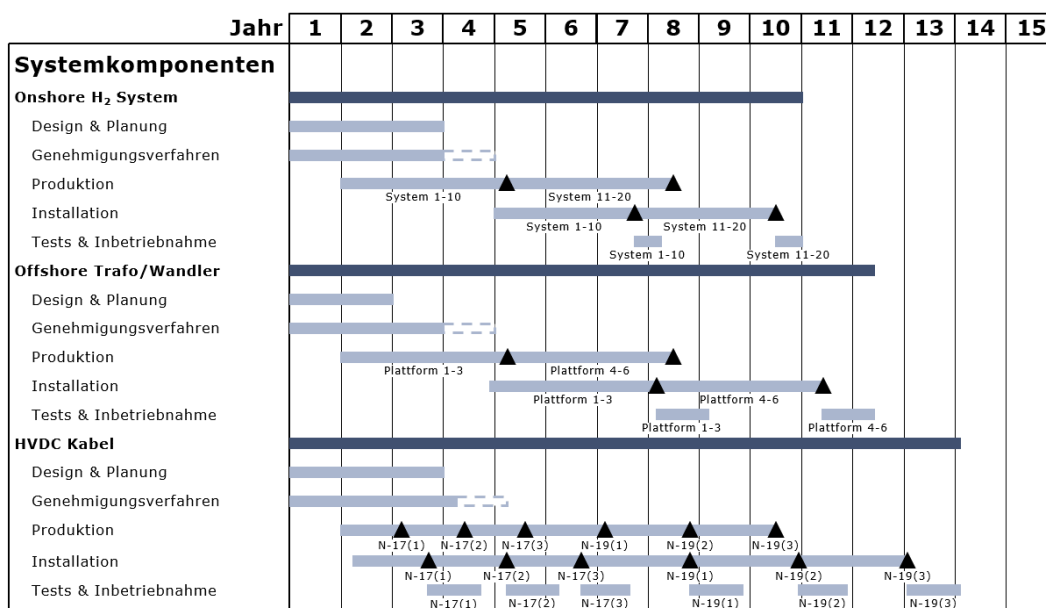 Jahr 1 2 3 4 5 6 7 8 9 10 11 12 13 14 15
Systemkomponenten
Onshore H₂ System
Design & Planung
Genehmigungsverfahren
Produktion
System 1-10 System 11-20
Installation
System 1-10 System 11-20
Tests & Inbetriebnahme
System 1-10 System 11-20
Offshore Trafo/Wandler
Design & Planung
Genehmigungsverfahren
Produktion
Plattform 1-3 Plattform 4-6
Installation
Plattform 1-3 Plattform 4-6
Tests & Inbetriebnahme
Plattform 1-3 Plattform 4-6
HVDC Kabel
Design & Planung
Genehmigungsverfahren
Produktion
N-17(1) N-17(2) N-17(3) N-19(1) N-19(2) N-19(3)
Installation
N-17(1) N-17(2) N-17(3) N-19(1) N-19(2) N-19(3)
Tests & Inbetriebnahme
N-17(1) N-17(2) N-17(3) N-19(1) N-19(2) N-19(3)